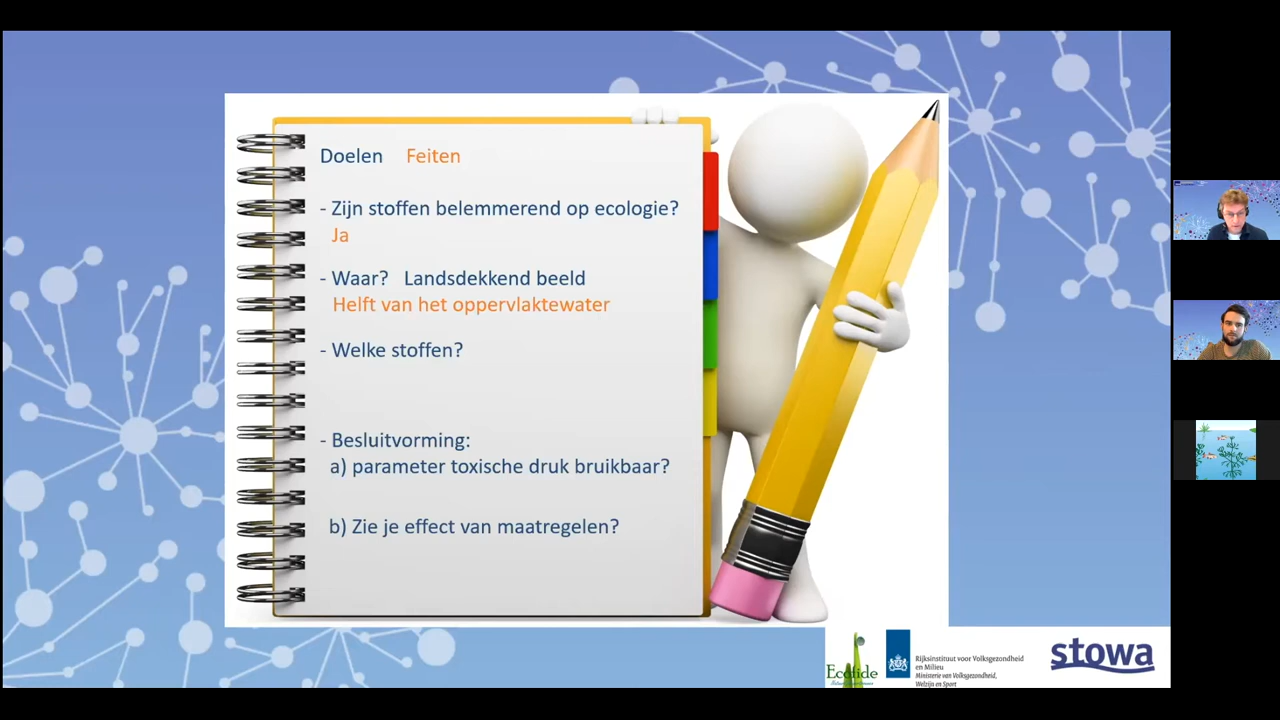 Doelen Feiten
- Zijn stoffen belemmerend op ecologie?
Ja
- Waar? Landsdekkend beeld
Helft van het oppervlaktewater
- Welke stoffen?
- Besluitvorming:
a) parameter toxische druk bruikbaar?
b) Zie je effect van maatregelen?
Ecofide
Rijksinstituut voor Volksgezondheid
en Milieu
Ministerie van Volksgezondheid,
Welzijn en Sport
stowa